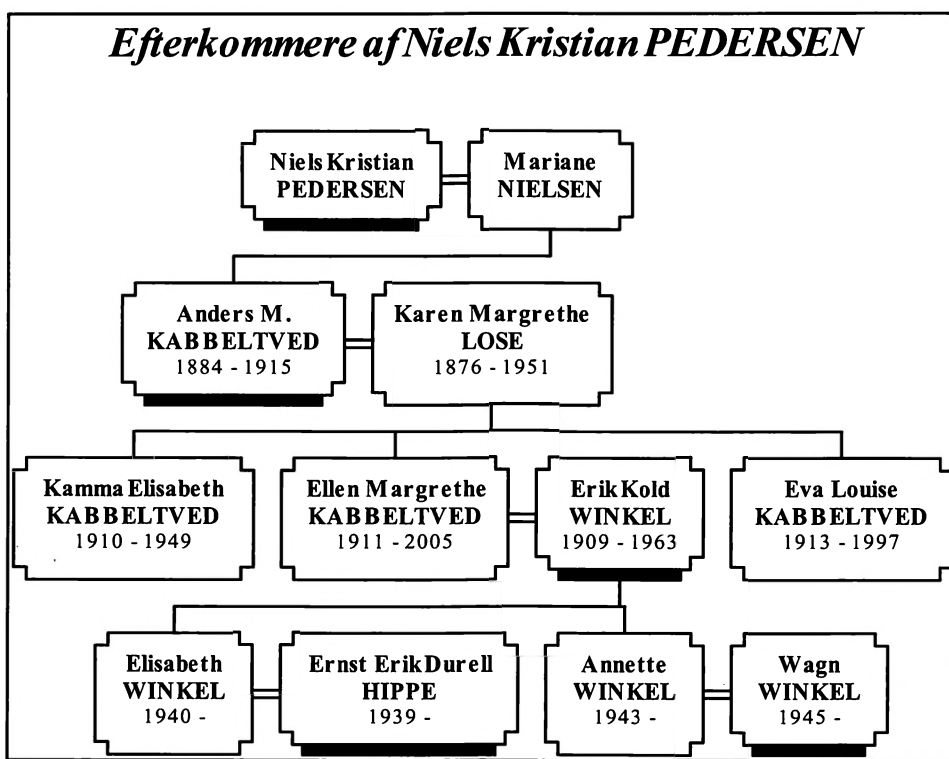 Efterkommere af Niels Kristian PEDERSEN
Niels Kristian
PEDERSEN
Mariane
NIELSEN
Anders M.
KABBELTVED
1884 - 1915
Karen Margrethe
LOSE
1876 - 1951
Kamma Elisabeth
KABBELTVED
1910 - 1949
Ellen Margrethe
KABBELTVED
1911 - 2005
Erik Kold
WINKEL
1909 - 1963
Eva Louise
KABBELTVED
1913 - 1997
Elisabeth
WINKEL
1940 -
Ernst Erik Durell
HIPPE
1939 -
Annette
WINKEL
1943 -
Wagn
WINKEL
1945 -